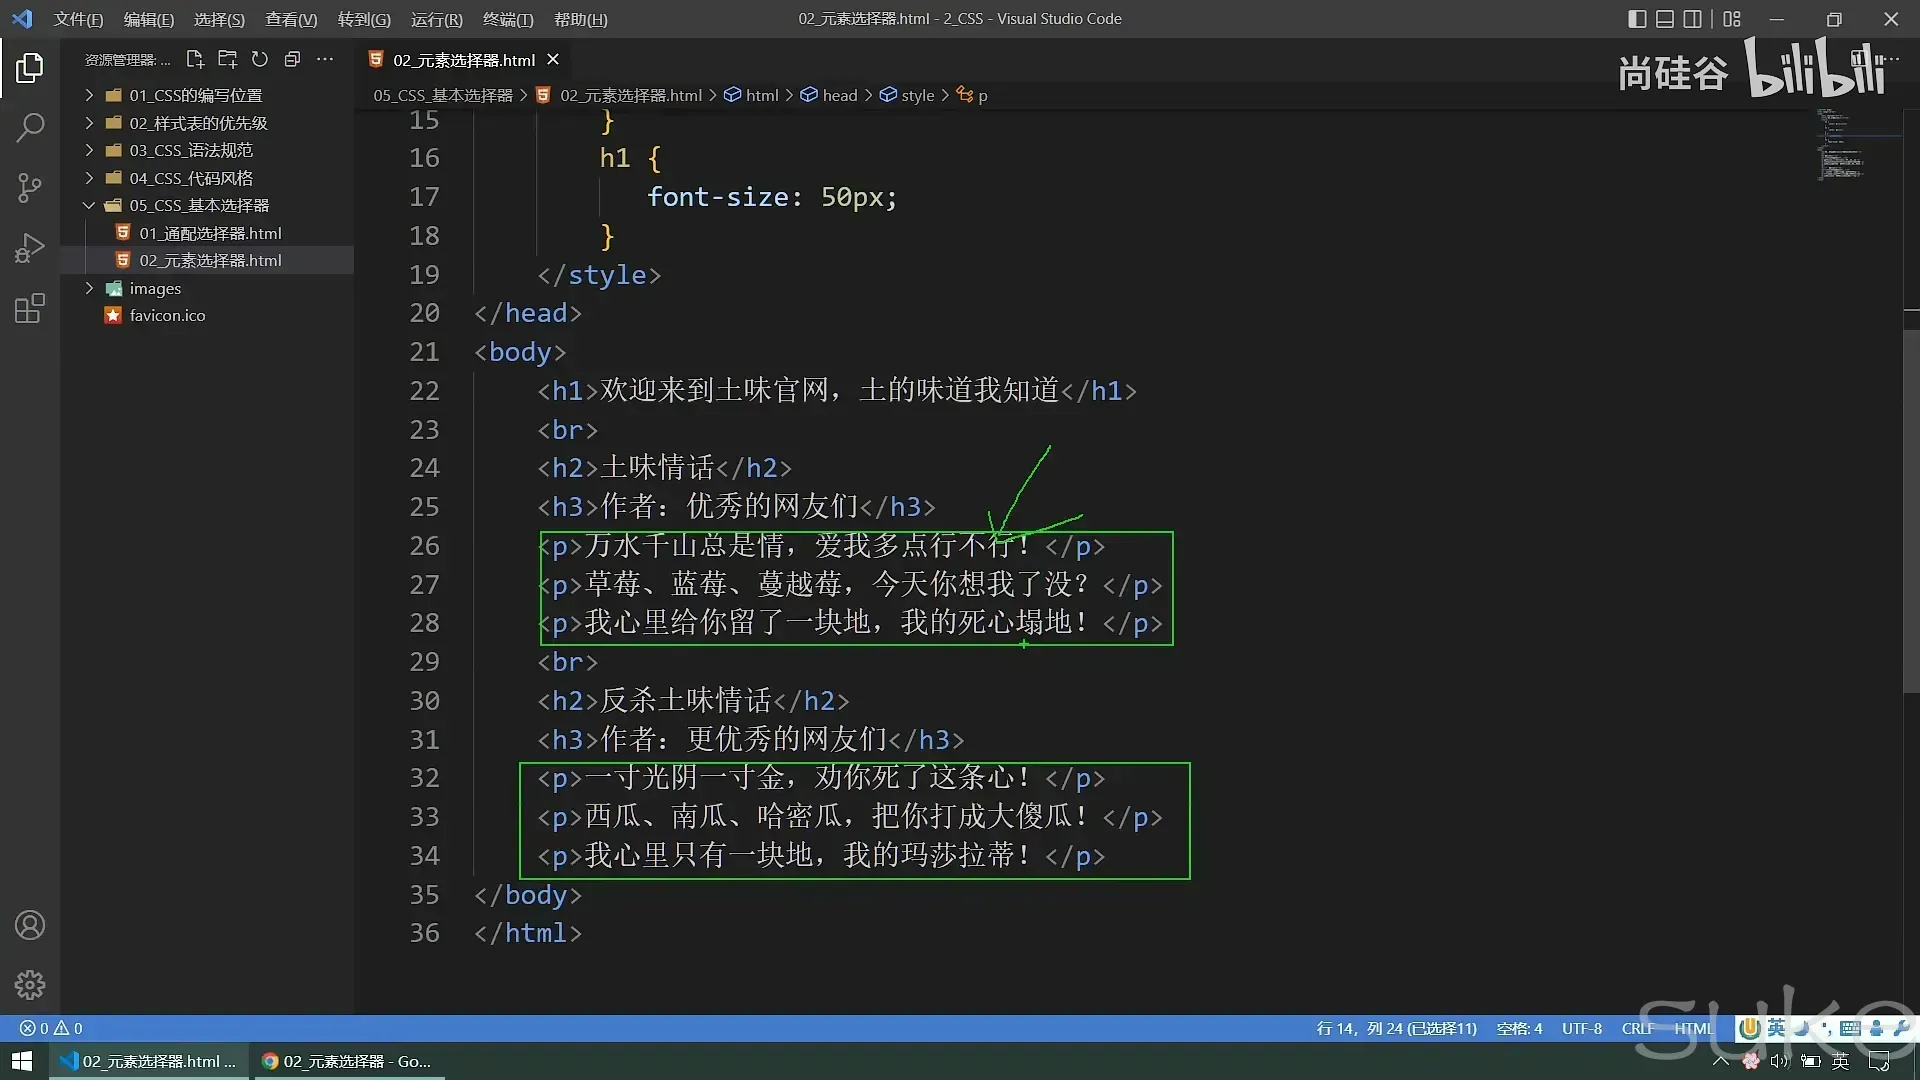 文件(F) 编辑(E) 选择(S) 查看(V) 转到(G) 运行(R) 终端(T) 帮助(H) 02_元素选择器.html - 2_CSS - Visual Studio Code
资源管理器: ...
02_元素选择器.html
尚硅谷 bilibili
05_CSS_基本选择器 > 02_元素选择器.html > html > head > style > p
01_CSS的编写位置
02_样式表的优先级
03_CSS_语法规范
04_CSS_代码风格
05_CSS_基本选择器
01_通配选择器.html
02_元素选择器.html
images
favicon.ico
15 }
16 h1 {
17 font-size: 50px;
18 }
19 </style>
20 </head>
21 <body>
22 <h1>欢迎来到土味官网，土的味道我知道</h1>
23 <br>
24 <h2>土味情话</h2>
25 <h3>作者：优秀的网友们</h3>
26 <p>万水千山总是情，爱我多点行不行！</p>
27 <p>草莓、蓝莓、蔓越莓，今天你想我了没？</p>
28 <p>我心里给你留了一块地，我的死心塌地！</p>
29 <br>
30 <h2>反杀土味情话</h2>
31 <h3>作者：更优秀的网友们</h3>
32 <p>一寸光阴一寸金，劝你死了这条心！</p>
33 <p>西瓜、南瓜、哈密瓜，把你打成大傻瓜！</p>
34 <p>我心里只有一块地，我的玛莎拉蒂！</p>
35 </body>
36 </html>
0 0 行 14，列 24 (已选择11) 空格: 4 UTF-8 CRLF HTML 英
suke
02_元素选择器.html ... 02_元素选择器 - Go... 英